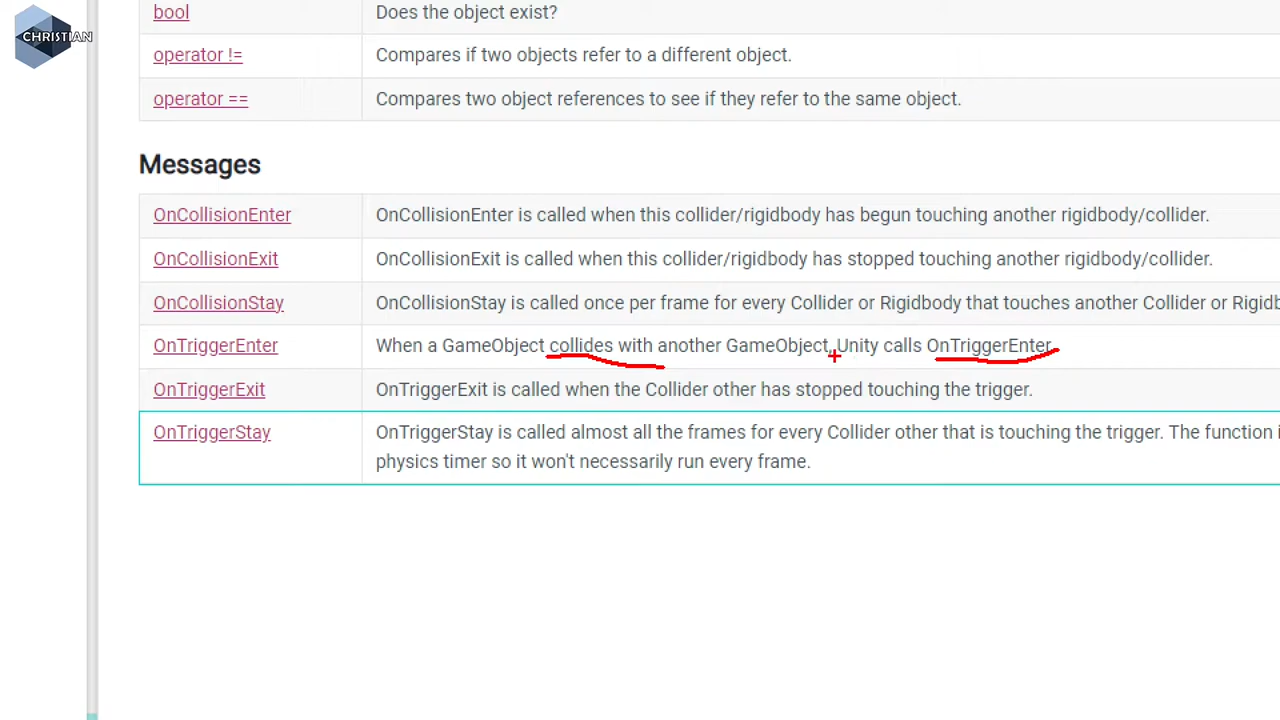 CHRISTIAN
bool Does the object exist?
operator != Compares if two objects refer to a different object.
operator == Compares two object references to see if they refer to the same object.
Messages
OnCollisionEnter OnCollisionEnter is called when this collider/rigidbody has begun touching another rigidbody/collider.
OnCollisionExit OnCollisionExit is called when this collider/rigidbody has stopped touching another rigidbody/collider.
OnCollisionStay OnCollisionStay is called once per frame for every Collider or Rigidbody that touches another Collider or Rigidb
OnTriggerEnter When a GameObject collides with another GameObject, Unity calls OnTriggerEnter.
OnTriggerExit OnTriggerExit is called when the Collider other has stopped touching the trigger.
OnTriggerStay OnTriggerStay is called almost all the frames for every Collider other that is touching the trigger. The function i
physics timer so it won't necessarily run every frame.